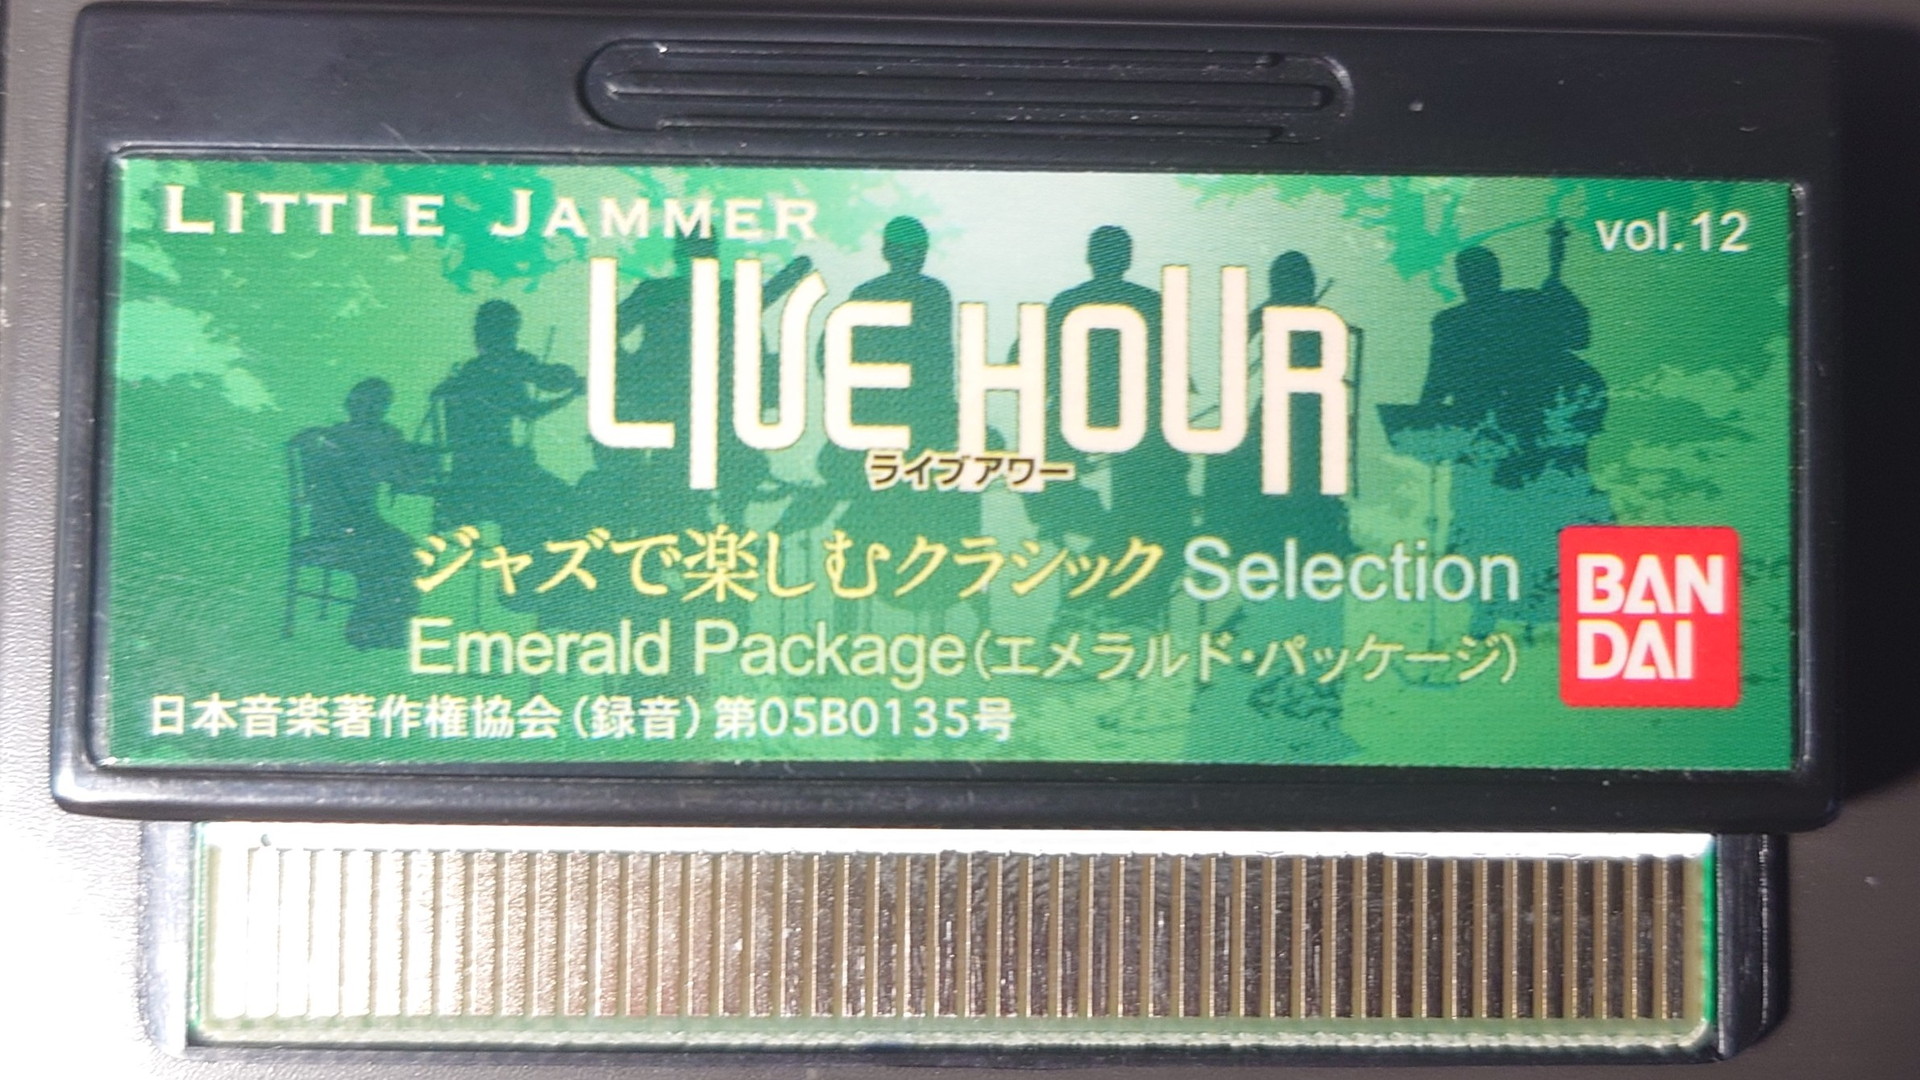 LITTLE JAMMER
vol.12
LIVE HOUR
ライブアワー
ジャズで楽しむクラシック Selection
Emerald Package(エメラルド・パッケージ)
BAN
DAI
日本音楽著作権協会(録音)第05B0135号